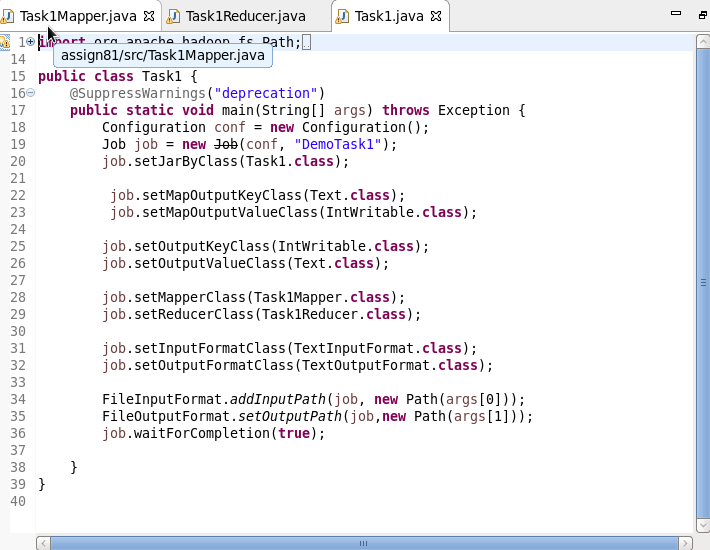 Task1Mapper.java Task1Reducer.java Task1.java
1 import org.apache.hadoop.fs.Path;
assign81/src/Task1Mapper.java
14
15 public class Task1 {
16 @SuppressWarnings("deprecation")
17 public static void main(String[] args) throws Exception {
18 Configuration conf = new Configuration();
19 Job job = new Job(conf, "DemoTask1");
20 job.setJarByClass(Task1.class);
21
22 job.setMapOutputKeyClass(Text.class);
23 job.setMapOutputValueClass(IntWritable.class);
24
25 job.setOutputKeyClass(IntWritable.class);
26 job.setOutputValueClass(Text.class);
27
28 job.setMapperClass(Task1Mapper.class);
29 job.setReducerClass(Task1Reducer.class);
30
31 job.setInputFormatClass(TextInputFormat.class);
32 job.setOutputFormatClass(TextOutputFormat.class);
33
34 FileInputFormat.addInputPath(job, new Path(args[0]));
35 FileOutputFormat.setOutputPath(job,new Path(args[1]));
36 job.waitForCompletion(true);
37
38 }
39 }
40